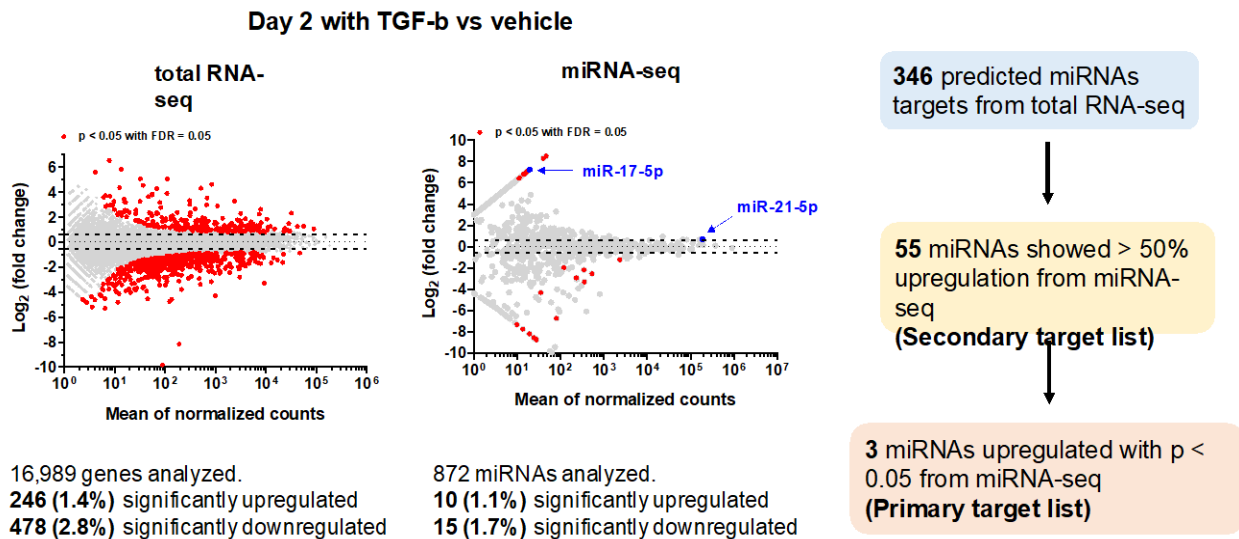 Day 2 with TGF-b vs vehicle
total RNA-
seq
p < 0.05 with FDR = 0.05
Log2 (fold change)
6
4
2
0
-2
-4
-6
-8
-10
10^0 10^1 10^2 10^3 10^4 10^5 10^6
Mean of normalized counts
16,989 genes analyzed.
246 (1.4%) significantly upregulated
478 (2.8%) significantly downregulated
miRNA-seq
p < 0.05 with FDR = 0.05
Log2 (fold change)
10
8
6
4
2
0
-2
-4
-6
-8
-10
miR-17-5p
miR-21-5p
10^0 10^1 10^2 10^3 10^4 10^5 10^6 10^7
Mean of normalized counts
872 miRNAs analyzed.
10 (1.1%) significantly upregulated
15 (1.7%) significantly downregulated
346 predicted miRNAs
targets from total RNA-seq
55 miRNAs showed > 50%
upregulation from miRNA-
seq
(Secondary target list)
3 miRNAs upregulated with p <
0.05 from miRNA-seq
(Primary target list)